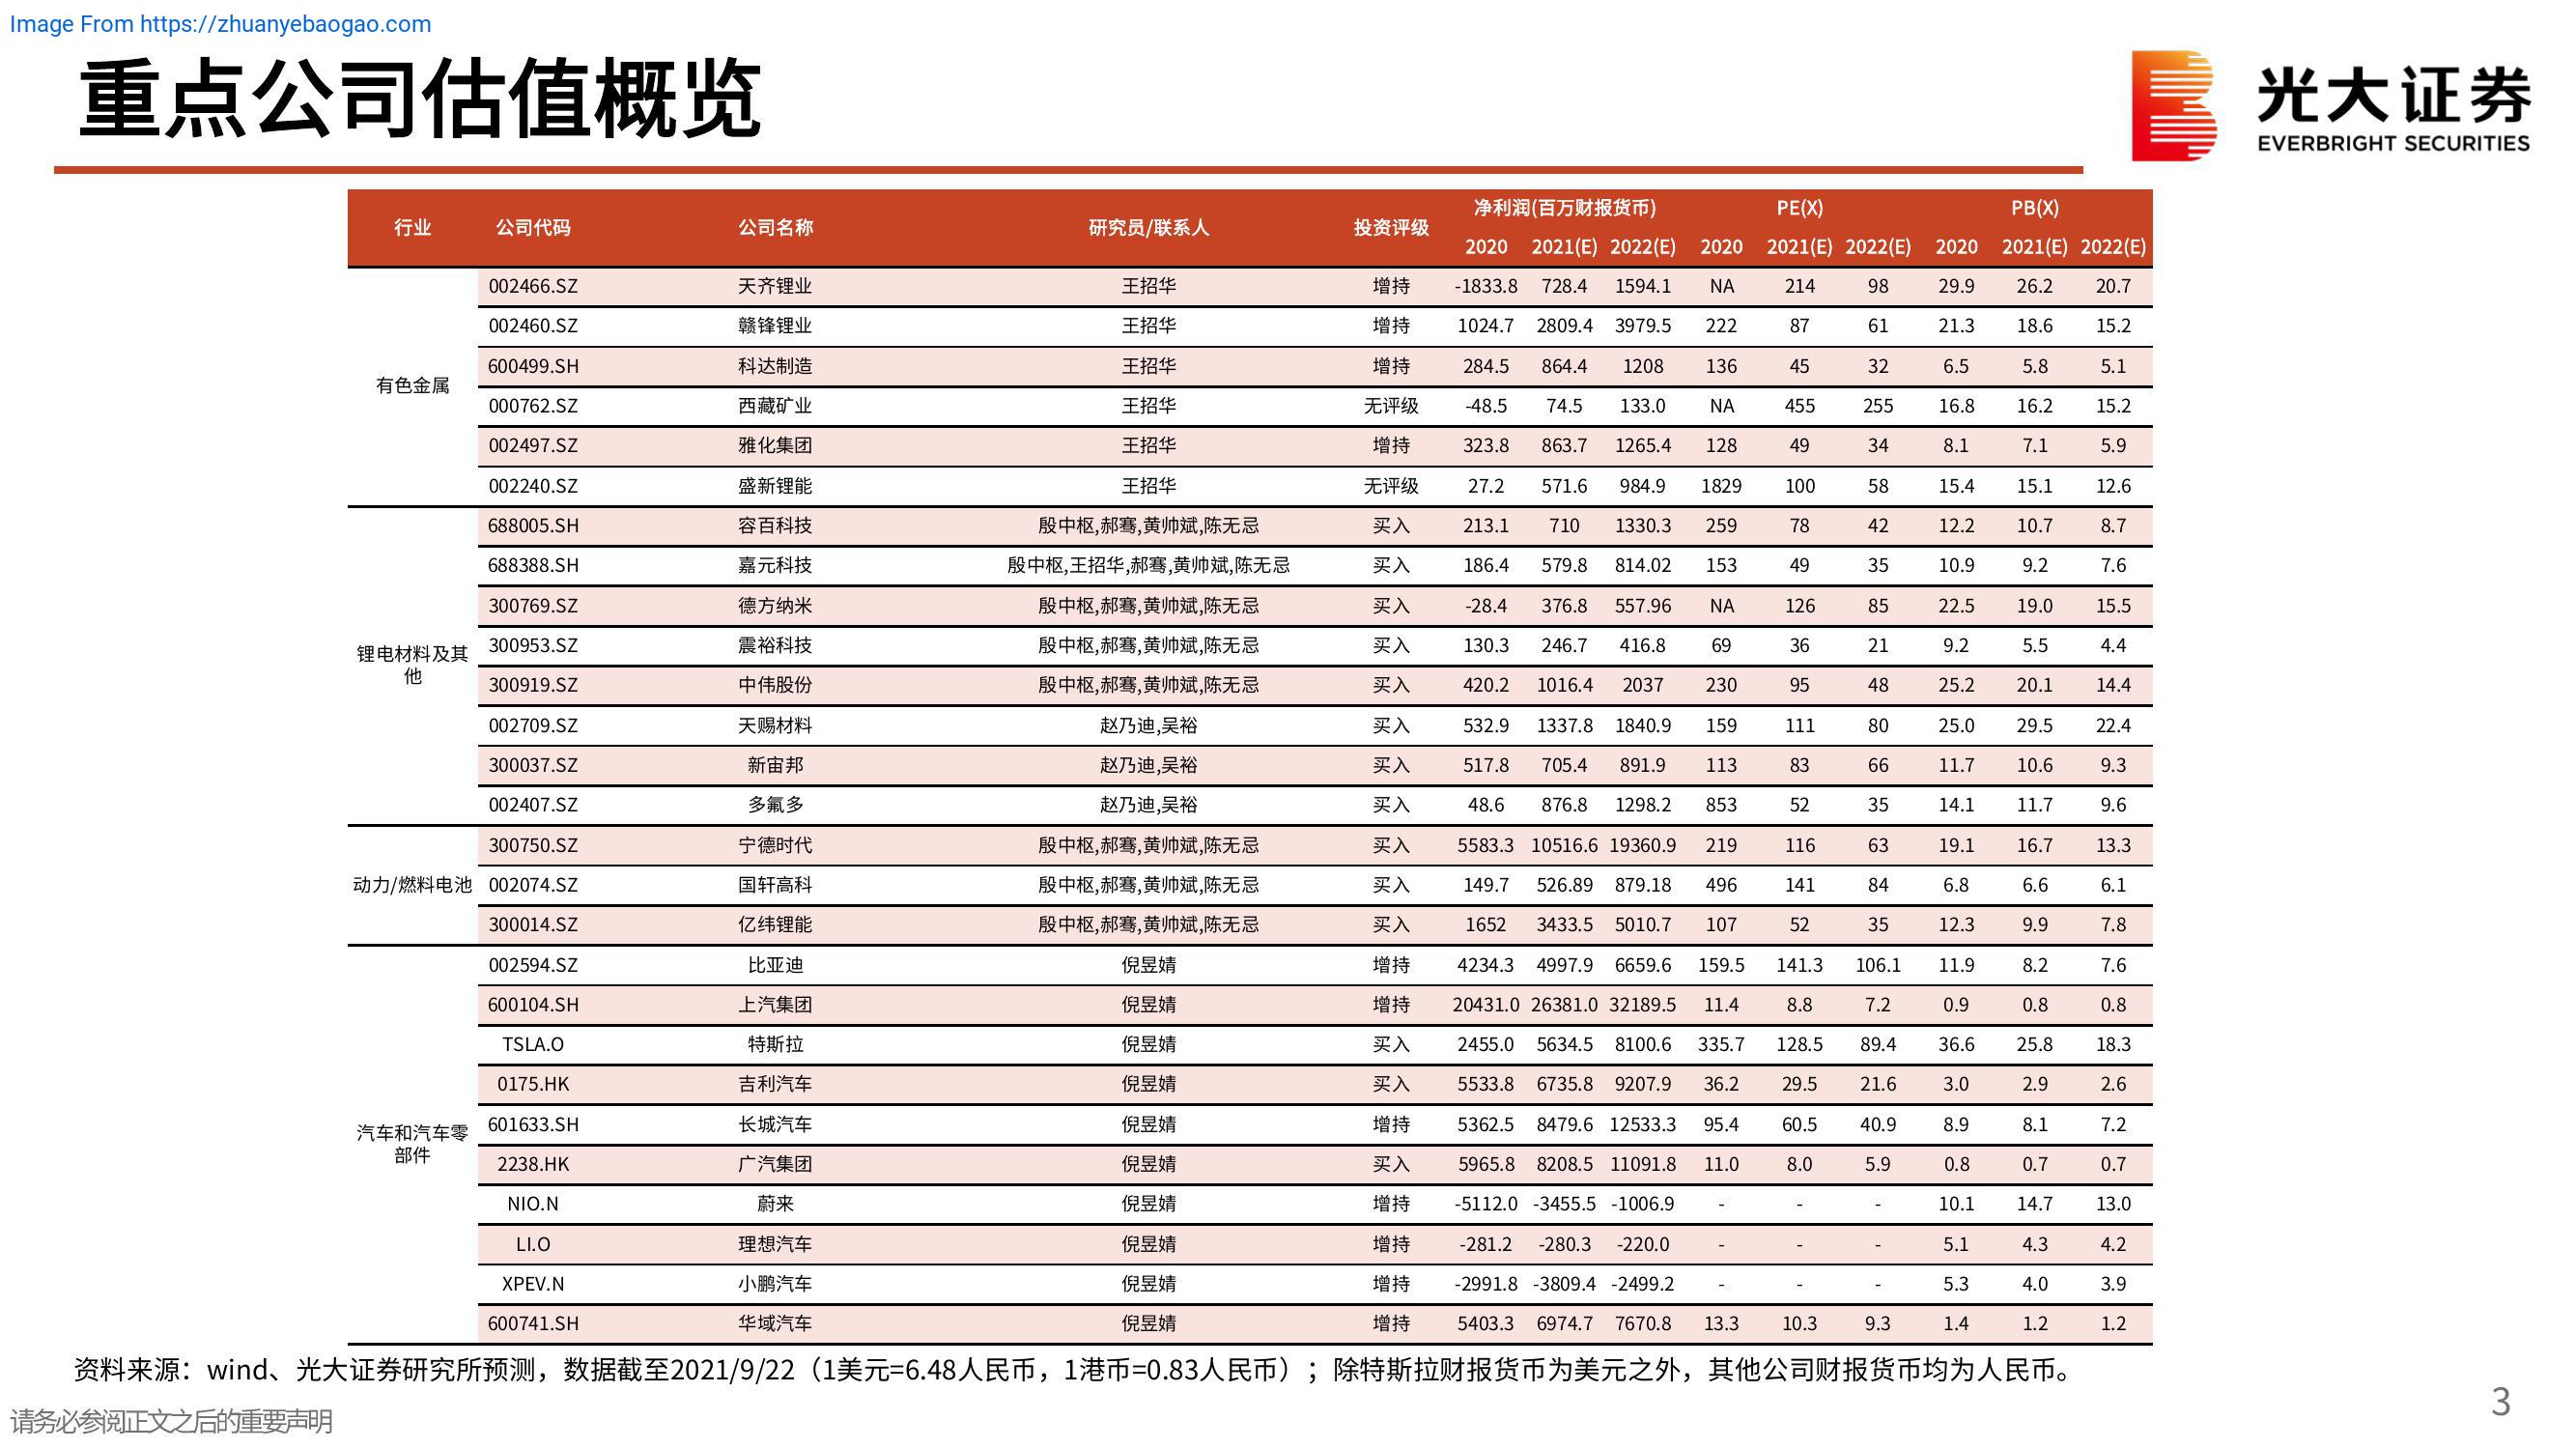 Image From https://zhuanyebaogao.com
重点公司估值概览
光大证券
EVERBRIGHT SECURITIES
行业 公司代码 公司名称 研究员/联系人 投资评级 净利润(百万财报货币) PE(X) PB(X)
2020 2021(E) 2022(E) 2020 2021(E) 2022(E) 2020 2021(E) 2022(E)
有色金属
002466.SZ 天齐锂业 王招华 增持 -1833.8 728.4 1594.1 NA 214 98 29.9 26.2 20.7
002460.SZ 赣锋锂业 王招华 增持 1024.7 2809.4 3979.5 222 87 61 21.3 18.6 15.2
600499.SH 科达制造 王招华 增持 284.5 864.4 1208 136 45 32 6.5 5.8 5.1
000762.SZ 西藏矿业 王招华 无评级 -48.5 74.5 133.0 NA 455 255 16.8 16.2 15.2
002497.SZ 雅化集团 王招华 增持 323.8 863.7 1265.4 128 49 34 8.1 7.1 5.9
002240.SZ 盛新锂能 王招华 无评级 27.2 571.6 984.9 1829 100 58 15.4 15.1 12.6
锂电材料及其
他
688005.SH 容百科技 殷中枢,郝骞,黄帅斌,陈无忌 买入 213.1 710 1330.3 259 78 42 12.2 10.7 8.7
688388.SH 嘉元科技 殷中枢,王招华,郝骞,黄帅斌,陈无忌 买入 186.4 579.8 814.02 153 49 35 10.9 9.2 7.6
300769.SZ 德方纳米 殷中枢,郝骞,黄帅斌,陈无忌 买入 -28.4 376.8 557.96 NA 126 85 22.5 19.0 15.5
300953.SZ 震裕科技 殷中枢,郝骞,黄帅斌,陈无忌 买入 130.3 246.7 416.8 69 36 21 9.2 5.5 4.4
300919.SZ 中伟股份 殷中枢,郝骞,黄帅斌,陈无忌 买入 420.2 1016.4 2037 230 95 48 25.2 20.1 14.4
002709.SZ 天赐材料 赵乃迪,吴裕 买入 532.9 1337.8 1840.9 159 111 80 25.0 29.5 22.4
300037.SZ 新宙邦 赵乃迪,吴裕 买入 517.8 705.4 891.9 113 83 66 11.7 10.6 9.3
002407.SZ 多氟多 赵乃迪,吴裕 买入 48.6 876.8 1298.2 853 52 35 14.1 11.7 9.6
动力/燃料电池
300750.SZ 宁德时代 殷中枢,郝骞,黄帅斌,陈无忌 买入 5583.3 10516.6 19360.9 219 116 63 19.1 16.7 13.3
002074.SZ 国轩高科 殷中枢,郝骞,黄帅斌,陈无忌 买入 149.7 526.89 879.18 496 141 84 6.8 6.6 6.1
300014.SZ 亿纬锂能 殷中枢,郝骞,黄帅斌,陈无忌 买入 1652 3433.5 5010.7 107 52 35 12.3 9.9 7.8
汽车和汽车零
部件
002594.SZ 比亚迪 倪昱婧 增持 4234.3 4997.9 6659.6 159.5 141.3 106.1 11.9 8.2 7.6
600104.SH 上汽集团 倪昱婧 增持 20431.0 26381.0 32189.5 11.4 8.8 7.2 0.9 0.8 0.8
TSLA.O 特斯拉 倪昱婧 买入 2455.0 5634.5 8100.6 335.7 128.5 89.4 36.6 25.8 18.3
0175.HK 吉利汽车 倪昱婧 买入 5533.8 6735.8 9207.9 36.2 29.5 21.6 3.0 2.9 2.6
601633.SH 长城汽车 倪昱婧 增持 5362.5 8479.6 12533.3 95.4 60.5 40.9 8.9 8.1 7.2
2238.HK 广汽集团 倪昱婧 买入 5965.8 8208.5 11091.8 11.0 8.0 5.9 0.8 0.7 0.7
NIO.N 蔚来 倪昱婧 增持 -5112.0 -3455.5 -1006.9 - - - 10.1 14.7 13.0
LI.O 理想汽车 倪昱婧 增持 -281.2 -280.3 -220.0 - - - 5.1 4.3 4.2
XPEV.N 小鹏汽车 倪昱婧 增持 -2991.8 -3809.4 -2499.2 - - - 5.3 4.0 3.9
600741.SH 华域汽车 倪昱婧 增持 5403.3 6974.7 7670.8 13.3 10.3 9.3 1.4 1.2 1.2
资料来源：wind、光大证券研究所预测，数据截至2021/9/22（1美元=6.48人民币，1港币=0.83人民币）；除特斯拉财报货币为美元之外，其他公司财报货币均为人民币。
请务必参阅正文之后的重要声明
3